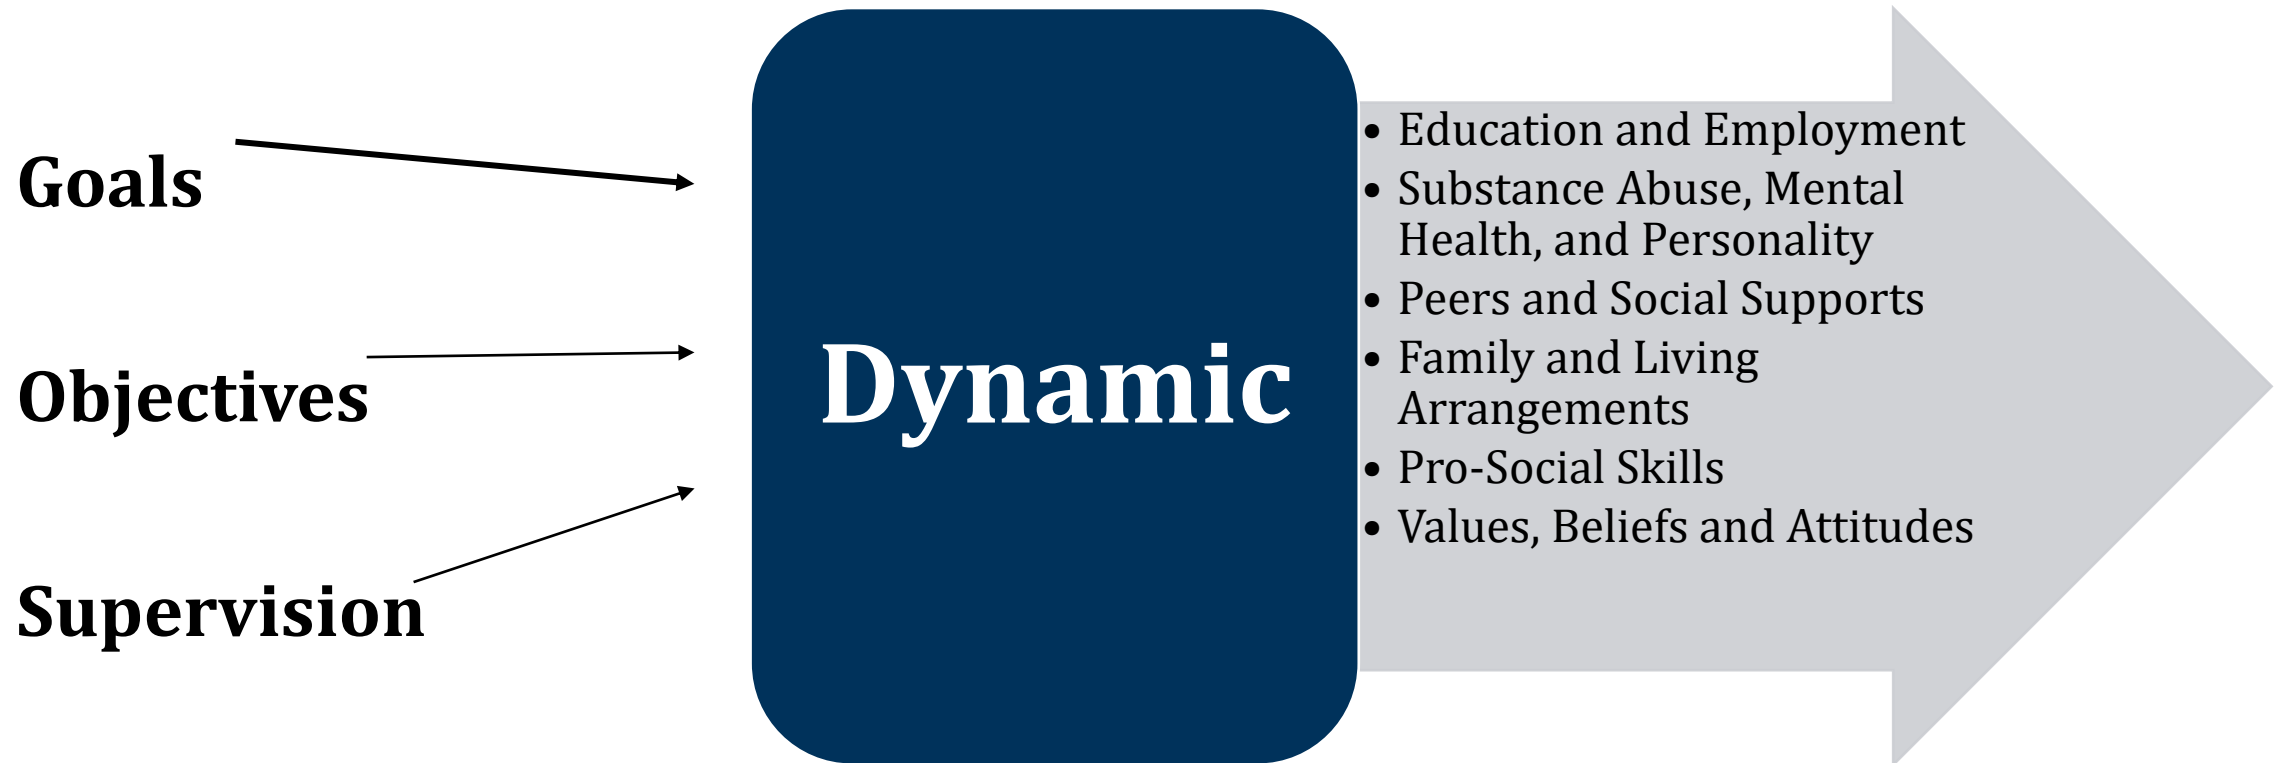 Goals
Objectives
Supervision
Dynamic
• Education and Employment
• Substance Abuse, Mental
Health, and Personality
• Peers and Social Supports
• Family and Living
Arrangements
• Pro-Social Skills
• Values, Beliefs and Attitudes